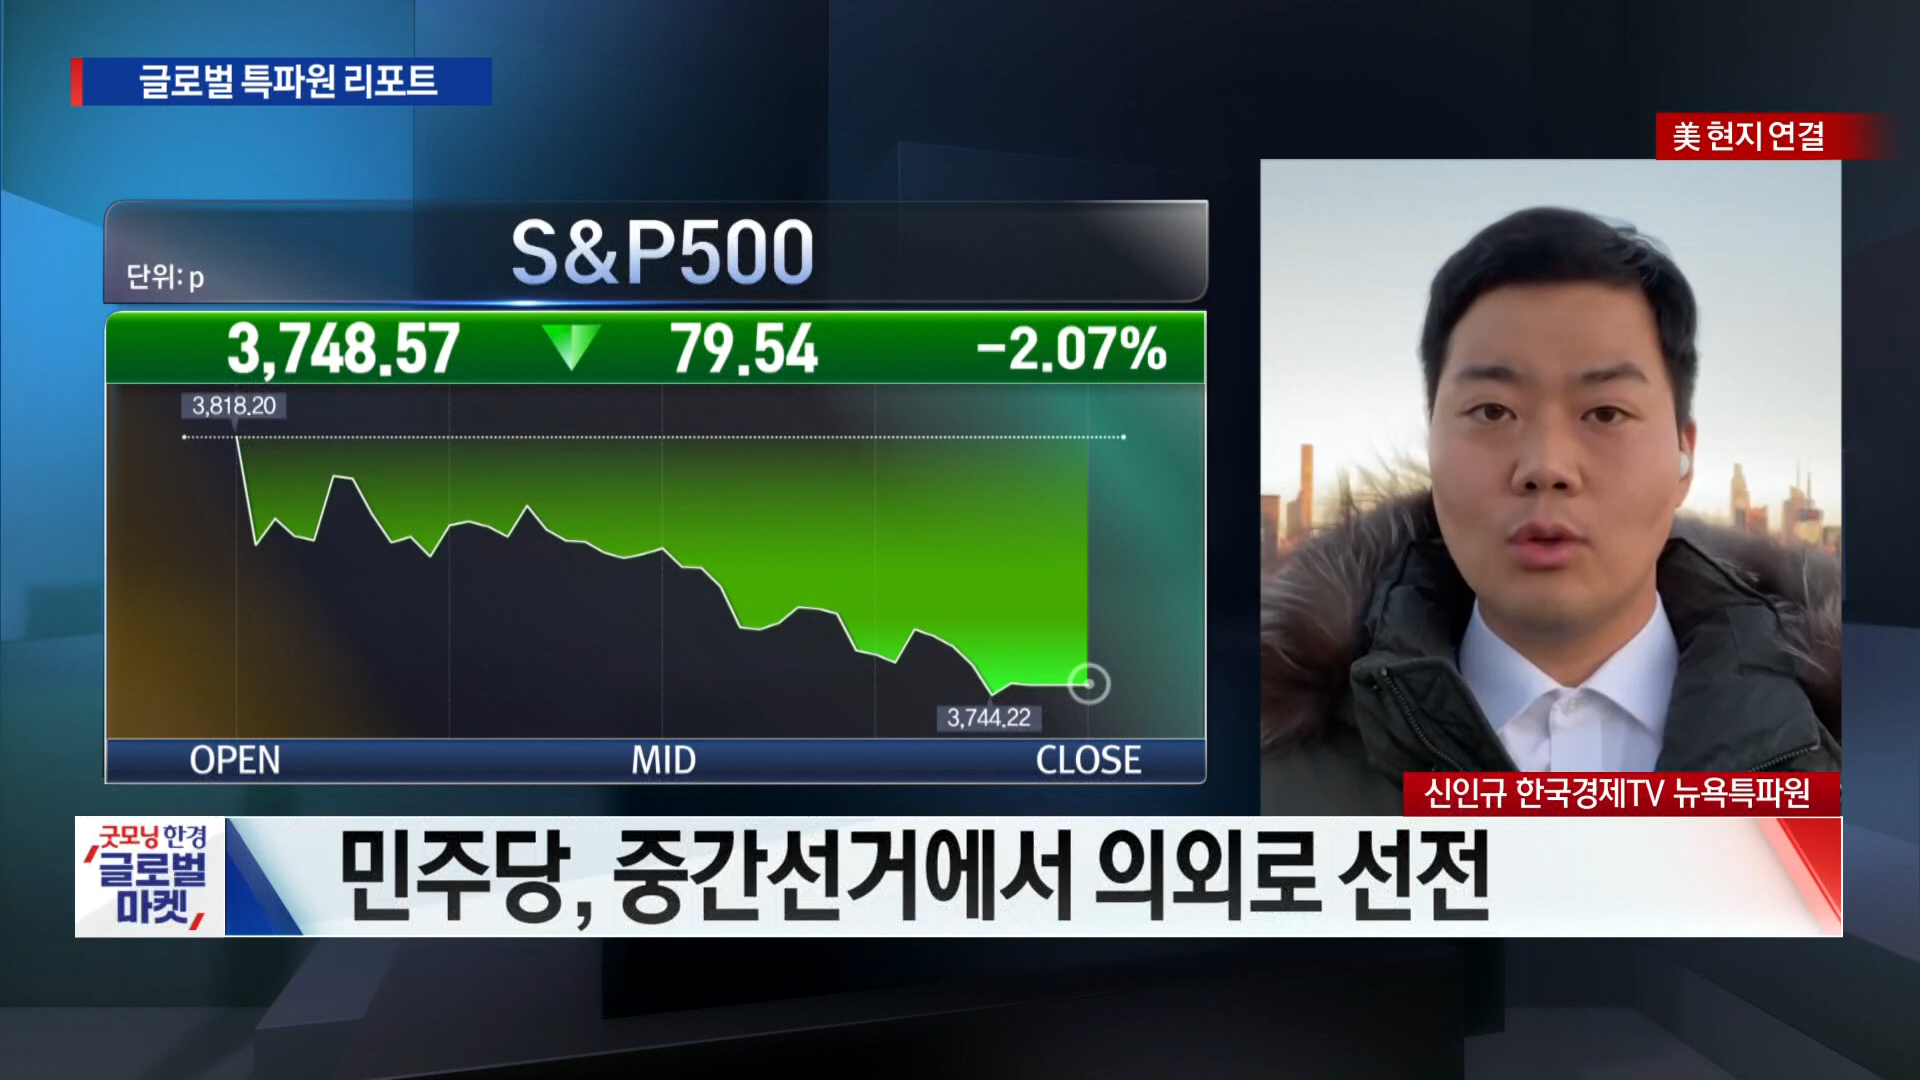 글로벌 특파원 리포트
美 현지 연결
S&P500
단위: p
3,748.57 ▼ 79.54 -2.07%
3,818.20
3,744.22
OPEN MID CLOSE
신인규 한국경제TV 뉴욕특파원
굿모닝 한경
글로벌
마켓
민주당, 중간선거에서 의외로 선전